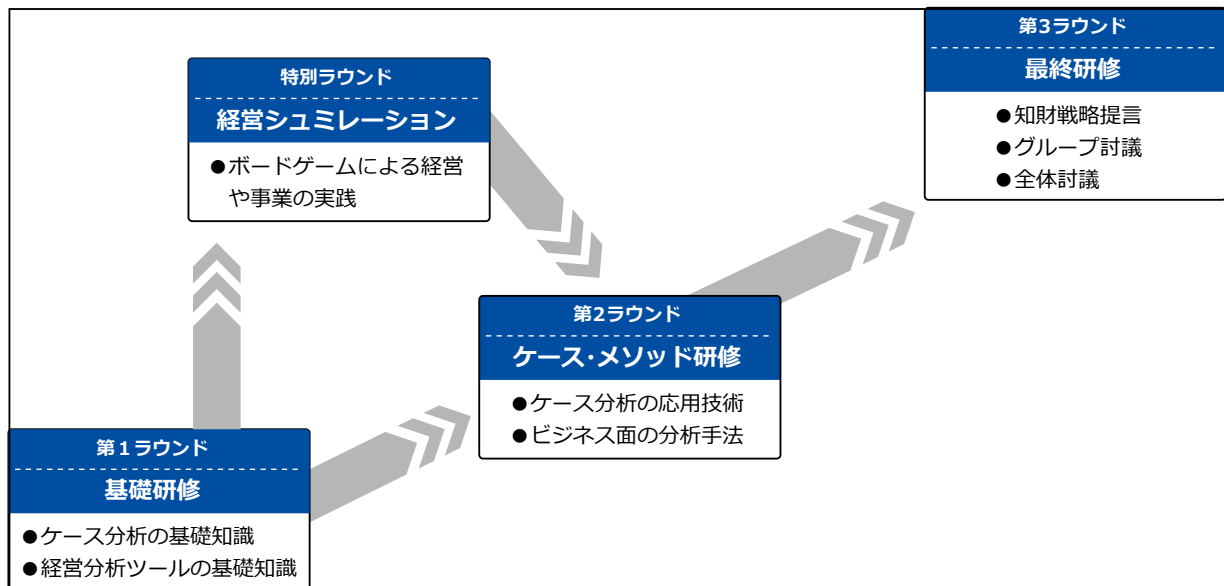 第3ラウンド
最終研修
●知財戦略提言
●グループ討議
●全体討議
特別ラウンド
経営シュミレーション
●ボードゲームによる経営
や事業の実践
第2ラウンド
ケース・メソッド研修
●ケース分析の応用技術
●ビジネス面の分析手法
第１ラウンド
基礎研修
●ケース分析の基礎知識
●経営分析ツールの基礎知識